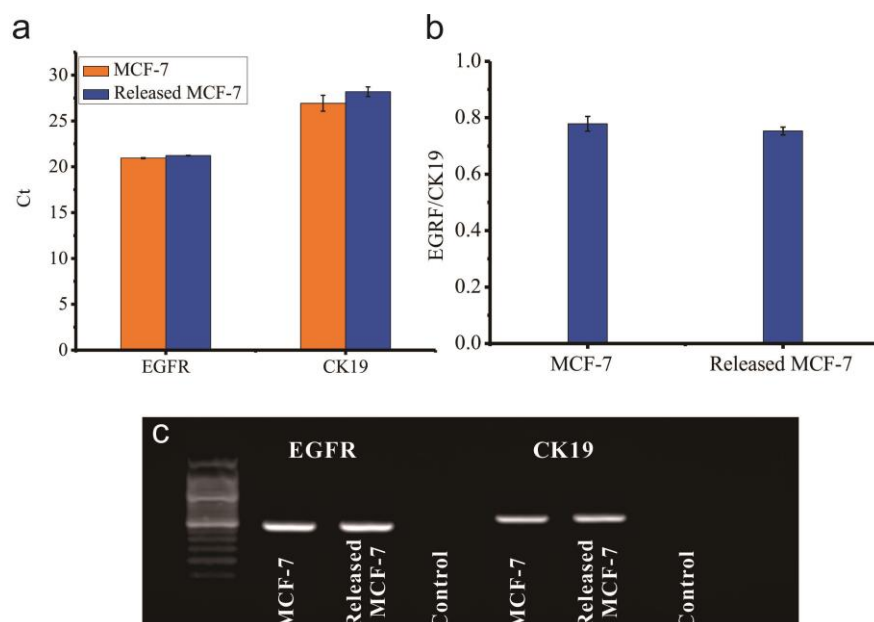 a
MCF-7
Released MCF-7
30
25
20
15
10
5
0
Ct
EGFR
CK19
b
1.0
0.8
0.6
0.4
0.2
0.0
EGRF/CK19
MCF-7
Released MCF-7
c
EGFR
CK19
MCF-7
Released
MCF-7
Control
MCF-7
Released
MCF-7
Control